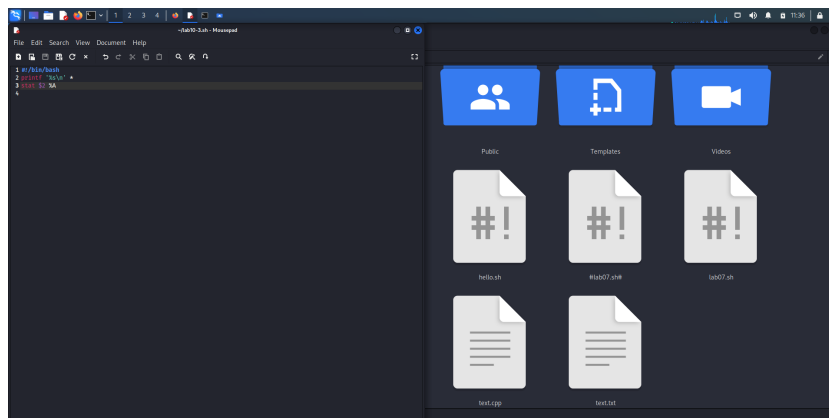 1 2 3 4
11:36
~/lab10-3.sh - Mousepad
File Edit Search View Document Help
1 #!/bin/bash
2 printf '%s\n' *
3 stat $2 %A
4
Public
Templates
Videos
#!
#!
#!
hello.sh
#lab07.sh#
lab07.sh
text.cpp
text.txt